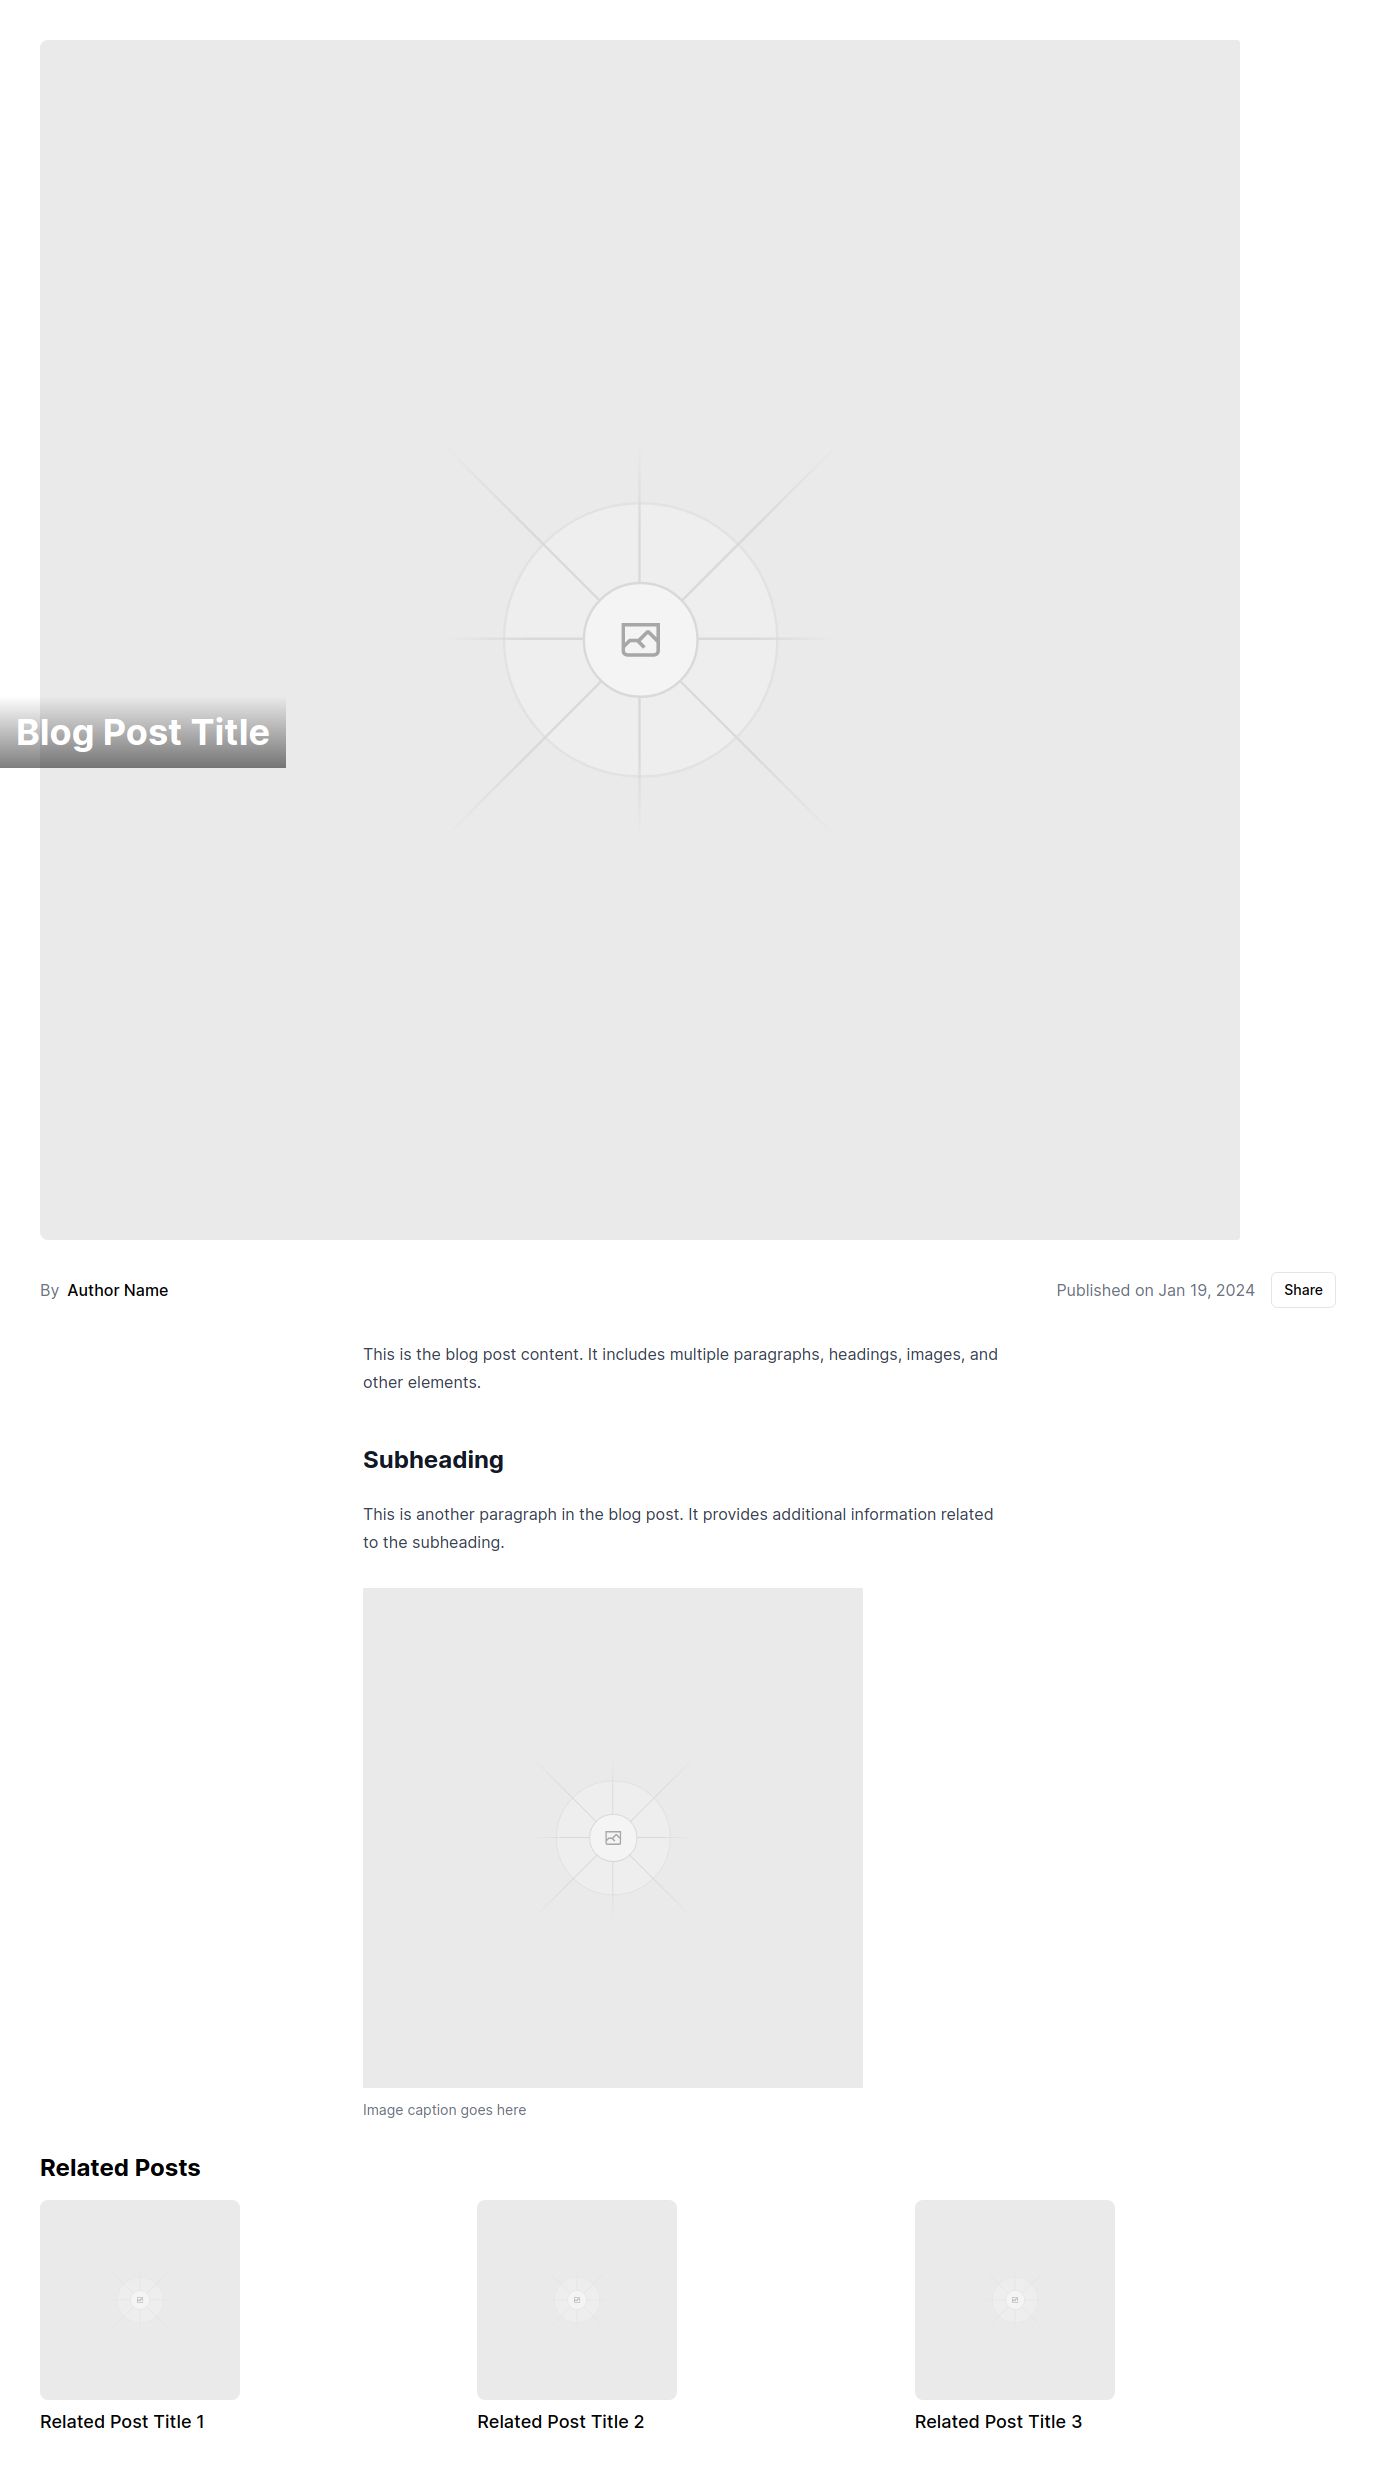 Blog Post Title
By Author Name
Published on Jan 19, 2024
Share
This is the blog post content. It includes multiple paragraphs, headings, images, and
other elements.
Subheading
This is another paragraph in the blog post. It provides additional information related
to the subheading.
Image caption goes here
Related Posts
Related Post Title 1
Related Post Title 2
Related Post Title 3